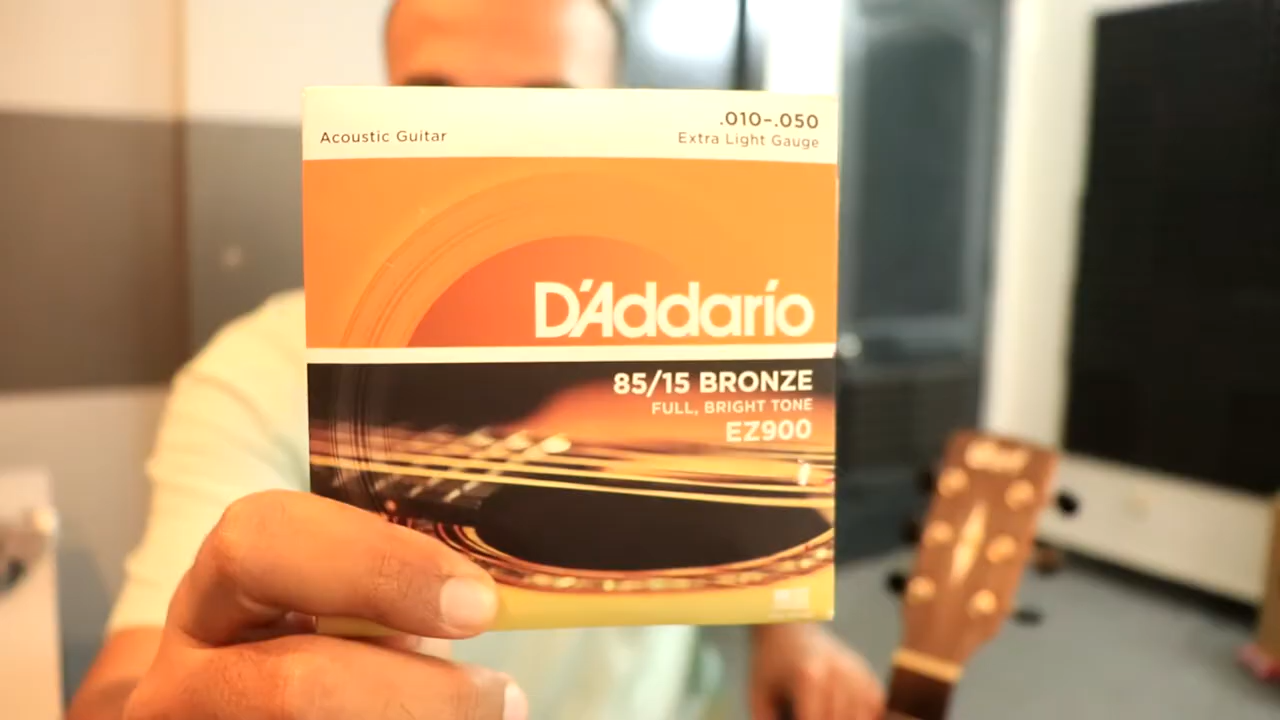 Acoustic Guitar
.010-.050
Extra Light Gauge
D'Addario
85/15 BRONZE
FULL, BRIGHT TONE
EZ900